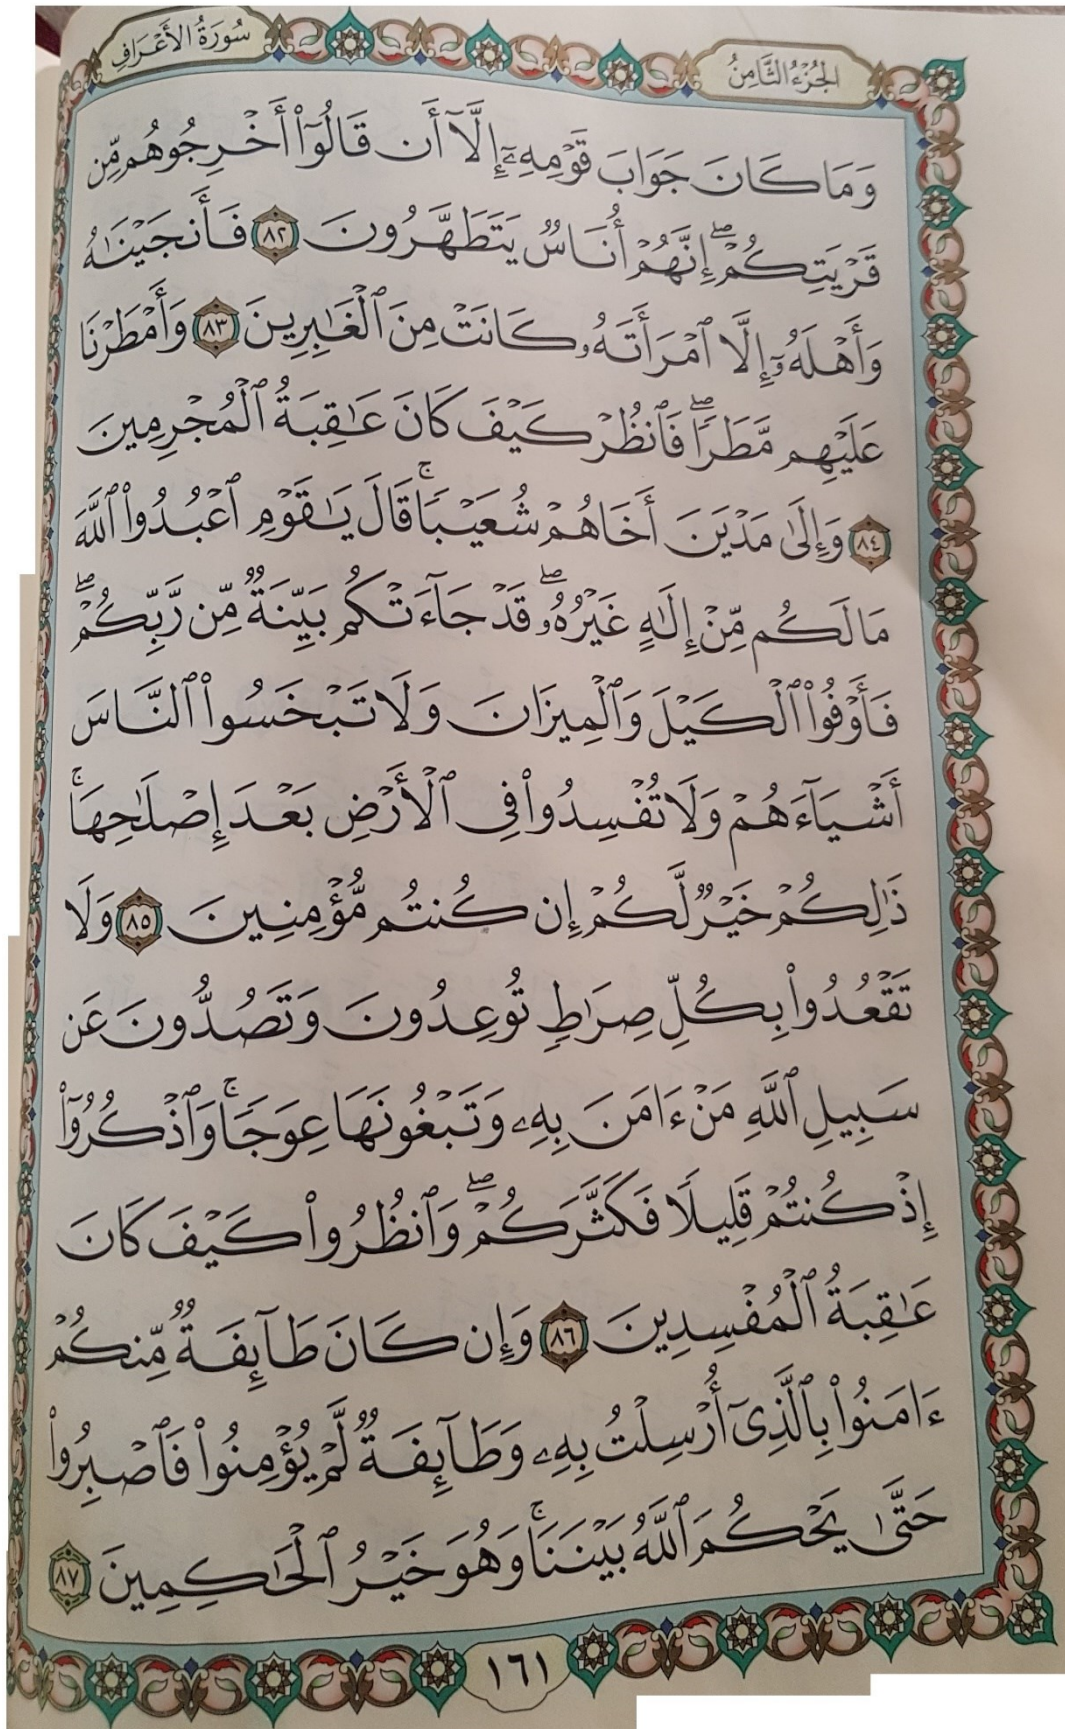 الجُزْءُ الثَّامِنُ
سُورَةُ الأَعْرَافِ
وَمَا كَانَ جَوَابَ قَوْمِهِۦٓ إِلَّآ أَن قَالُوٓا۟ أَخْرِجُوهُم مِّن
قَرْيَتِكُمْ ۖ إِنَّهُمْ أُنَاسٌ يَتَطَهَّرُونَ ٨٢ فَأَنجَيْنَـٰهُ
وَأَهْلَهُۥٓ إِلَّا ٱمْرَأَتَهُۥ كَانَتْ مِنَ ٱلْغَـٰبِرِينَ ٨٣ وَأَمْطَرْنَا
عَلَيْهِم مَّطَرًا ۖ فَٱنظُرْ كَيْفَ كَانَ عَـٰقِبَةُ ٱلْمُجْرِمِينَ
٨٤ وَإِلَىٰ مَدْيَنَ أَخَاهُمْ شُعَيْبًا ۚ قَالَ يَـٰقَوْمِ ٱعْبُدُوا۟ ٱللَّهَ
مَا لَكُم مِّنْ إِلَـٰهٍ غَيْرُهُۥ ۖ قَدْ جَآءَتْكُم بَيِّنَةٌ مِّن رَّبِّكُمْ ۖ
فَأَوْفُوا۟ ٱلْكَيْلَ وَٱلْمِيزَانَ وَلَا تَبْخَسُوا۟ ٱلنَّاسَ
أَشْيَآءَهُمْ وَلَا تُفْسِدُوا۟ فِى ٱلْأَرْضِ بَعْدَ إِصْلَـٰحِهَا ۚ
ذَٰلِكُمْ خَيْرٌ لَّكُمْ إِن كُنتُم مُّؤْمِنِينَ ٨٥ وَلَا
تَقْعُدُوا۟ بِكُلِّ صِرَٰطٍ تُوعِدُونَ وَتَصُدُّونَ عَن
سَبِيلِ ٱللَّهِ مَنْ ءَامَنَ بِهِۦ وَتَبْغُونَهَا عِوَجًا ۚ وَٱذْكُرُوٓا۟
إِذْ كُنتُمْ قَلِيلًا فَكَثَّرَكُمْ ۖ وَٱنظُرُوا۟ كَيْفَ كَانَ
عَـٰقِبَةُ ٱلْمُفْسِدِينَ ٨٦ وَإِن كَانَ طَآئِفَةٌ مِّنكُمْ
ءَامَنُوا۟ بِٱلَّذِىٓ أُرْسِلْتُ بِهِۦ وَطَآئِفَةٌ لَّمْ يُؤْمِنُوا۟ فَٱصْبِرُوا۟
حَتَّىٰ يَحْكُمَ ٱللَّهُ بَيْنَنَا ۚ وَهُوَ خَيْرُ ٱلْحَـٰكِمِينَ ٨٧
١٦١